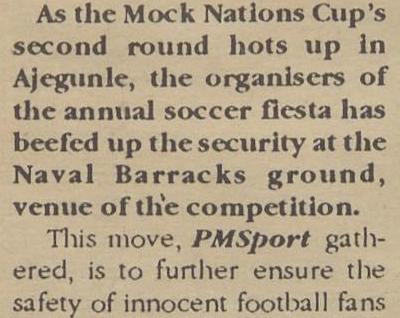 As the Mock Nations Cup's
second round hots up in
Ajegunle, the organisers of
the annual soccer fiesta has
beefed up the security at the
Naval Barracks ground,
venue of the competition.
This move, PMSport gath-
ered, is to further ensure the
safety of innocent football fans